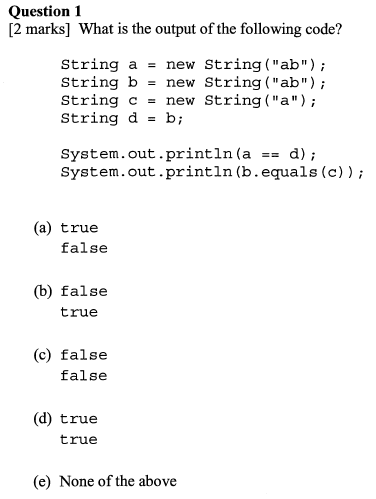 Question 1
[2 marks] What is the output of the following code?
String a = new String("ab");
String b = new String("ab");
String c = new String("a");
String d = b;
System.out.println(a == d);
System.out.println(b.equals(c));
(a) true
false
(b) false
true
(c) false
false
(d) true
true
(e) None of the above